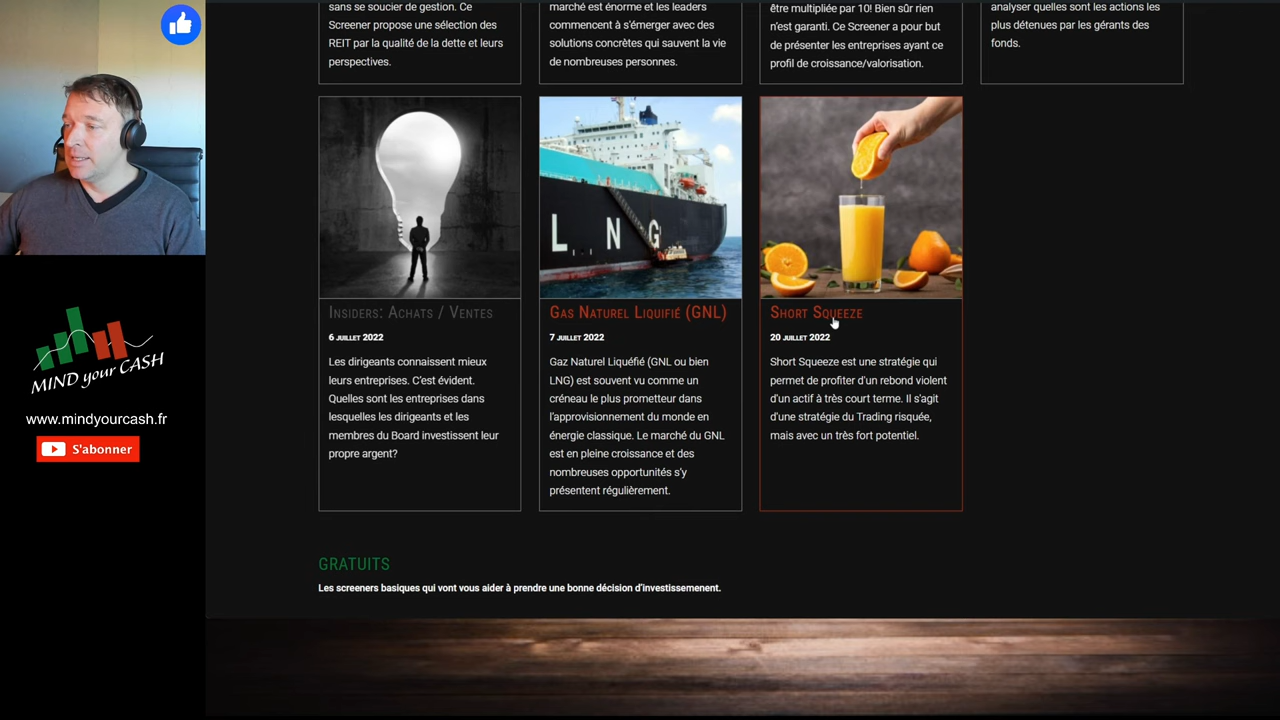 sans se soucier de gestion. Ce
Screener propose une sélection des
REIT par la qualité de la dette et leurs
perspectives.
marché est énorme et les leaders
commencent à s'émerger avec des
solutions concrètes qui sauvent la vie
de nombreuses personnes.
être multipliée par 10! Bien sûr rien
n'est garanti. Ce Screener a pour but
de présenter les entreprises ayant ce
profil de croissance/valorisation.
analyser quelles sont les actions les
plus détenues par les gérants des
fonds.
L N G
Insiders: Achats / Ventes
6 juillet 2022
Les dirigeants connaissent mieux
leurs entreprises. C'est évident.
Quelles sont les entreprises dans
lesquelles les dirigeants et les
membres du Board investissent leur
propre argent?
Gas Naturel Liquifié (GNL)
7 juillet 2022
Gaz Naturel Liquéfié (GNL ou bien
LNG) est souvent vu comme un
créneau le plus prometteur dans
l'approvisionnement du monde en
énergie classique. Le marché du GNL
est en pleine croissance et des
nombreuses opportunités s'y
présentent régulièrement.
Short Squeeze
20 juillet 2022
Short Squeeze est une stratégie qui
permet de profiter d'un rebond violent
d'un actif à très court terme. Il s'agit
d'une stratégie du Trading risquée,
mais avec un très fort potentiel.
MIND your CASH
www.mindyourcash.fr
S'abonner
GRATUITS
Les screeners basiques qui vont vous aider à prendre une bonne décision d'investissemenent.